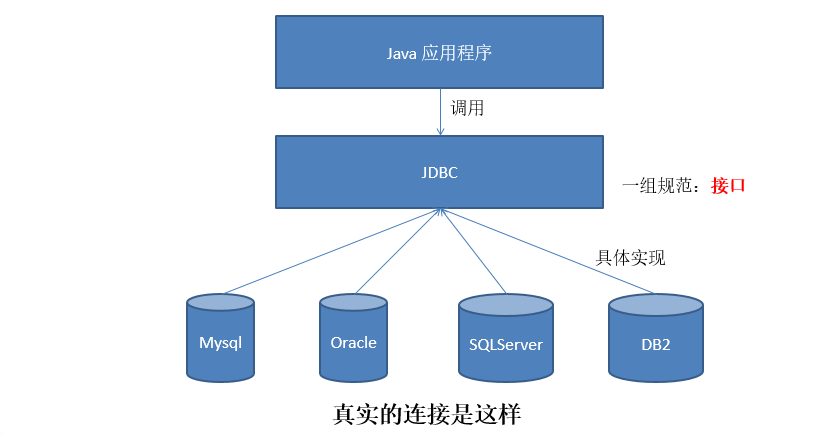 Java 应用程序
调用
JDBC
一组规范：接口
具体实现
Mysql
Oracle
SQLServer
DB2
真实的连接是这样